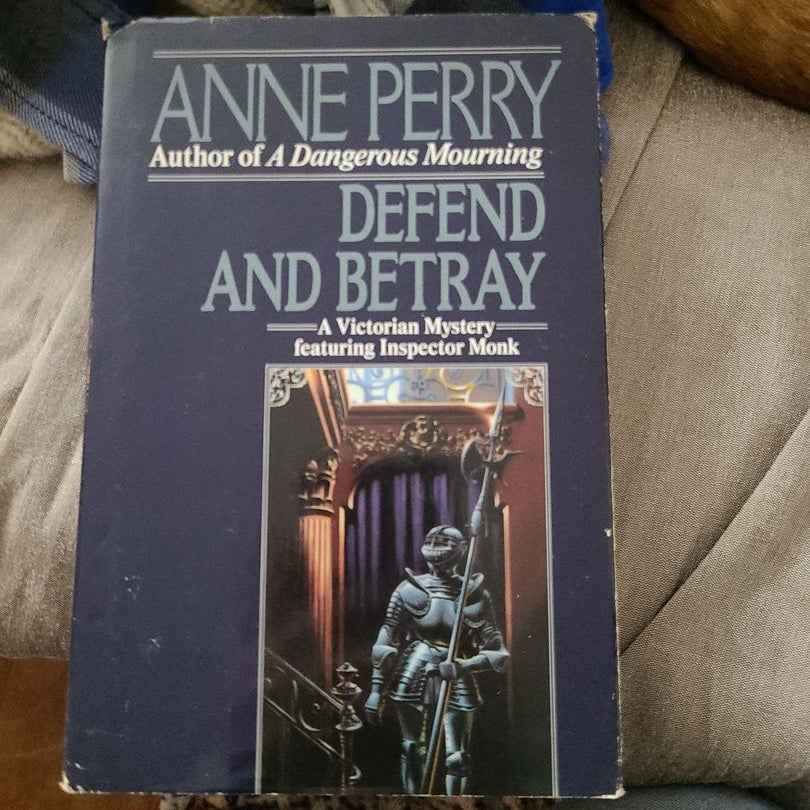 ANNE PERRY
Author of A Dangerous Mourning
DEFEND
AND BETRAY
A Victorian Mystery
featuring Inspector Monk